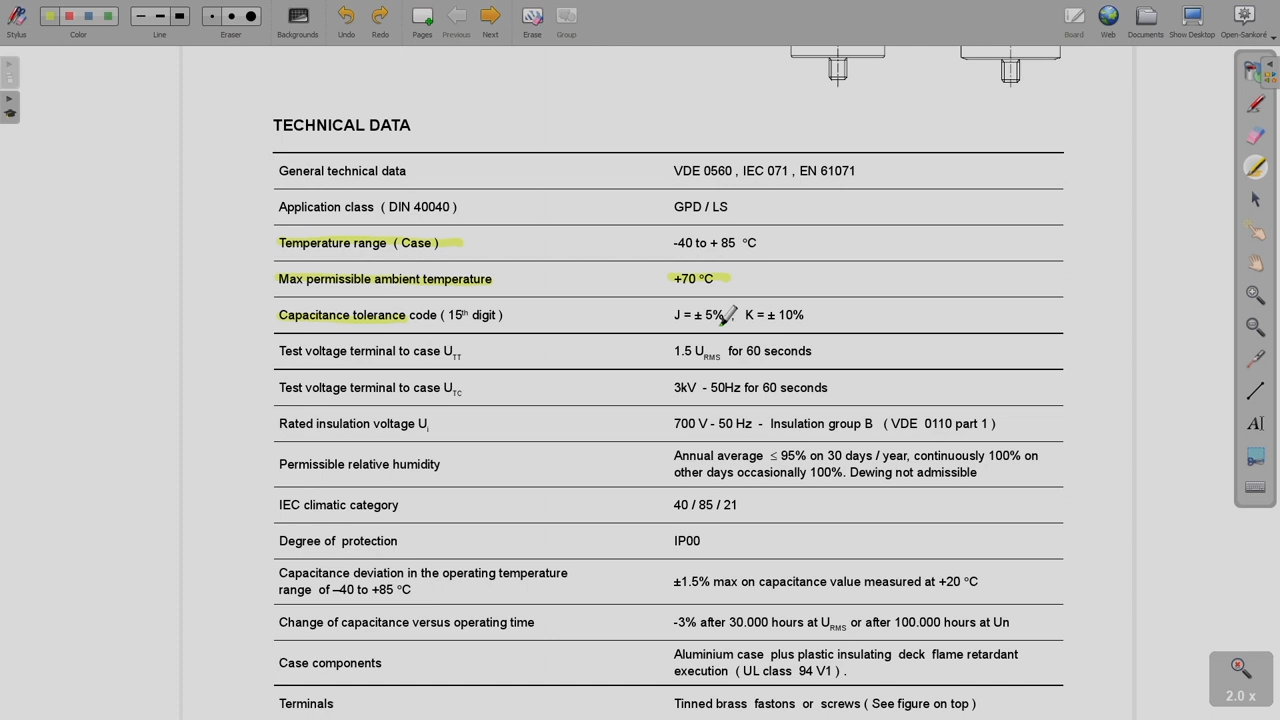 Stylus Color Line Eraser Backgrounds Undo Redo Pages Previous Next Erase Group Board Web Documents Show Desktop Open-Sankoré
TECHNICAL DATA
General technical data VDE 0560 , IEC 071 , EN 61071
Application class ( DIN 40040 ) GPD / LS
Temperature range ( Case ) -40 to + 85 °C
Max permissible ambient temperature +70 °C
Capacitance tolerance code ( 15th digit ) J = ± 5% , K = ± 10%
Test voltage terminal to case UTT 1.5 URMS for 60 seconds
Test voltage terminal to case UTC 3kV - 50Hz for 60 seconds
Rated insulation voltage Ui 700 V - 50 Hz - Insulation group B ( VDE 0110 part 1 )
Permissible relative humidity Annual average ≤ 95% on 30 days / year, continuously 100% on
other days occasionally 100%. Dewing not admissible
IEC climatic category 40 / 85 / 21
Degree of protection IP00
Capacitance deviation in the operating temperature
range of –40 to +85 °C ±1.5% max on capacitance value measured at +20 °C
Change of capacitance versus operating time -3% after 30.000 hours at URMS or after 100.000 hours at Un
Case components Aluminium case plus plastic insulating deck flame retardant
execution ( UL class 94 V1 ) .
Terminals Tinned brass fastons or screws ( See figure on top )
AI
2.0 x